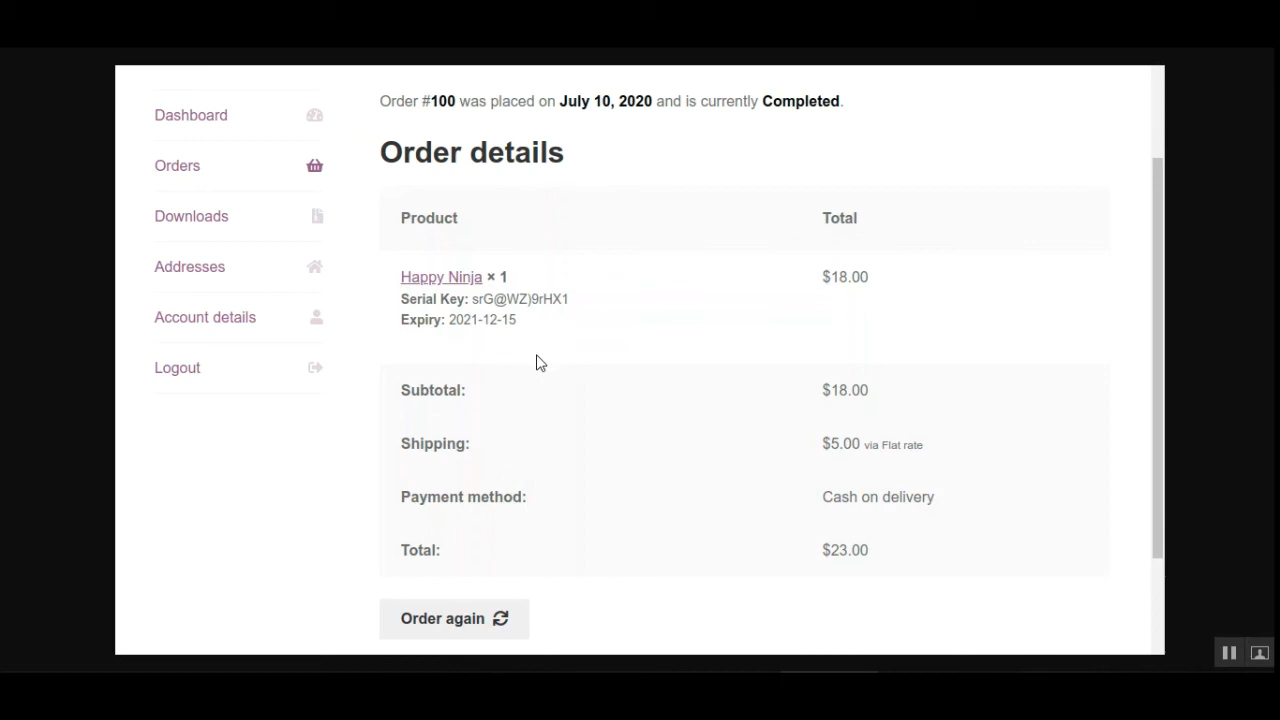 Order #100 was placed on July 10, 2020 and is currently Completed.
Dashboard
Orders
Downloads
Addresses
Account details
Logout
Order details
Product Total
Happy Ninja × 1 $18.00
Serial Key: srG@WZ)9rHX1
Expiry: 2021-12-15
Subtotal: $18.00
Shipping: $5.00 via Flat rate
Payment method: Cash on delivery
Total: $23.00
Order again